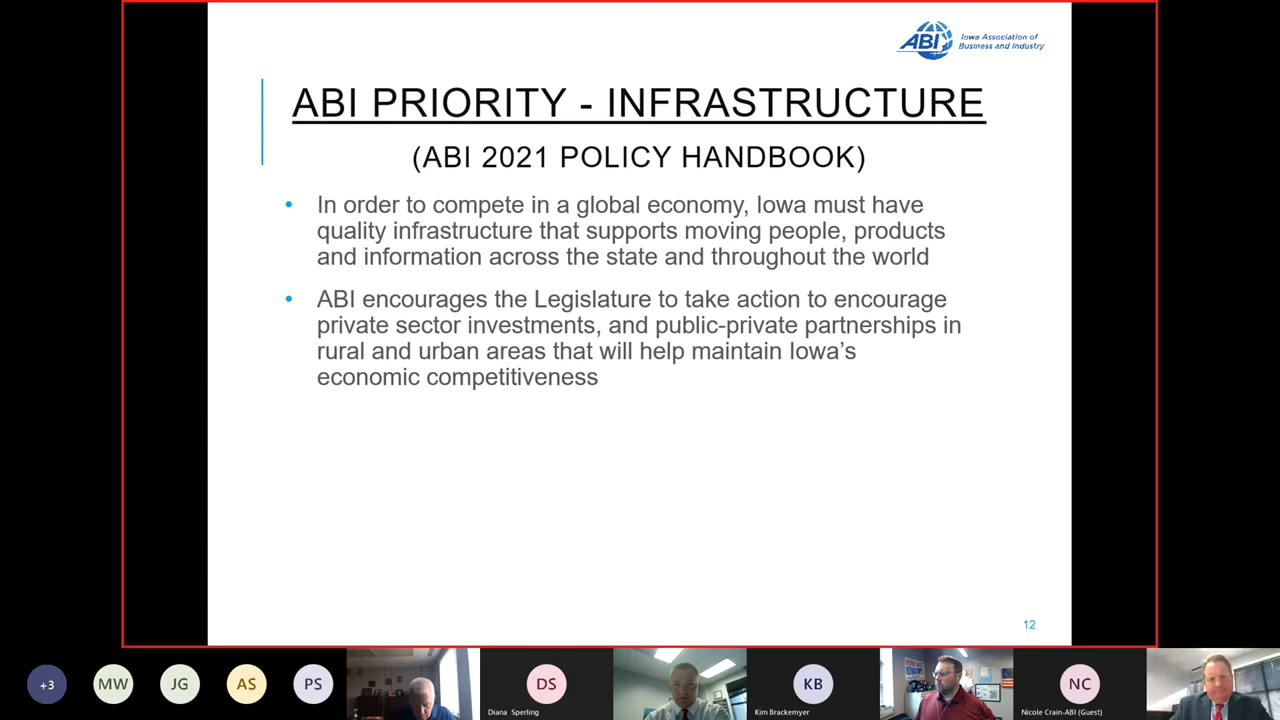 ABI
Iowa Association of
Business and Industry
ABI PRIORITY - INFRASTRUCTURE
(ABI 2021 POLICY HANDBOOK)
• In order to compete in a global economy, Iowa must have
quality infrastructure that supports moving people, products
and information across the state and throughout the world
• ABI encourages the Legislature to take action to encourage
private sector investments, and public-private partnerships in
rural and urban areas that will help maintain Iowa’s
economic competitiveness
12
+3
MW
JG
AS
PS
DS
Diana Sperling
KB
Kim Brackemyer
NC
Nicole Crain-ABI (Guest)